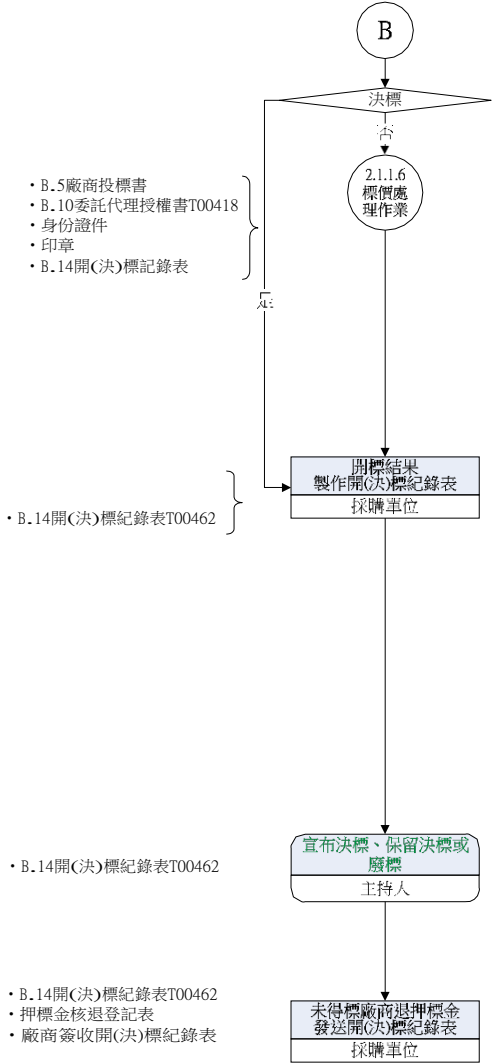 B
決標
否
2.1.1.6
標價處
理作業
・B.5廠商投標書
・B.10委託代理授權書T00418
・身份證件
・印章
・B.14開(決)標記錄表
是
開標結果
製作開(決)標紀錄表
採購單位
・B.14開(決)標紀錄表T00462
宣布決標、保留決標或
廢標
主持人
・B.14開(決)標紀錄表T00462
・B.14開(決)標紀錄表T00462
・押標金核退登記表
・廠商簽收開(決)標紀錄表
未得標廠商退押標金
發送開(決)標紀錄表
採購單位